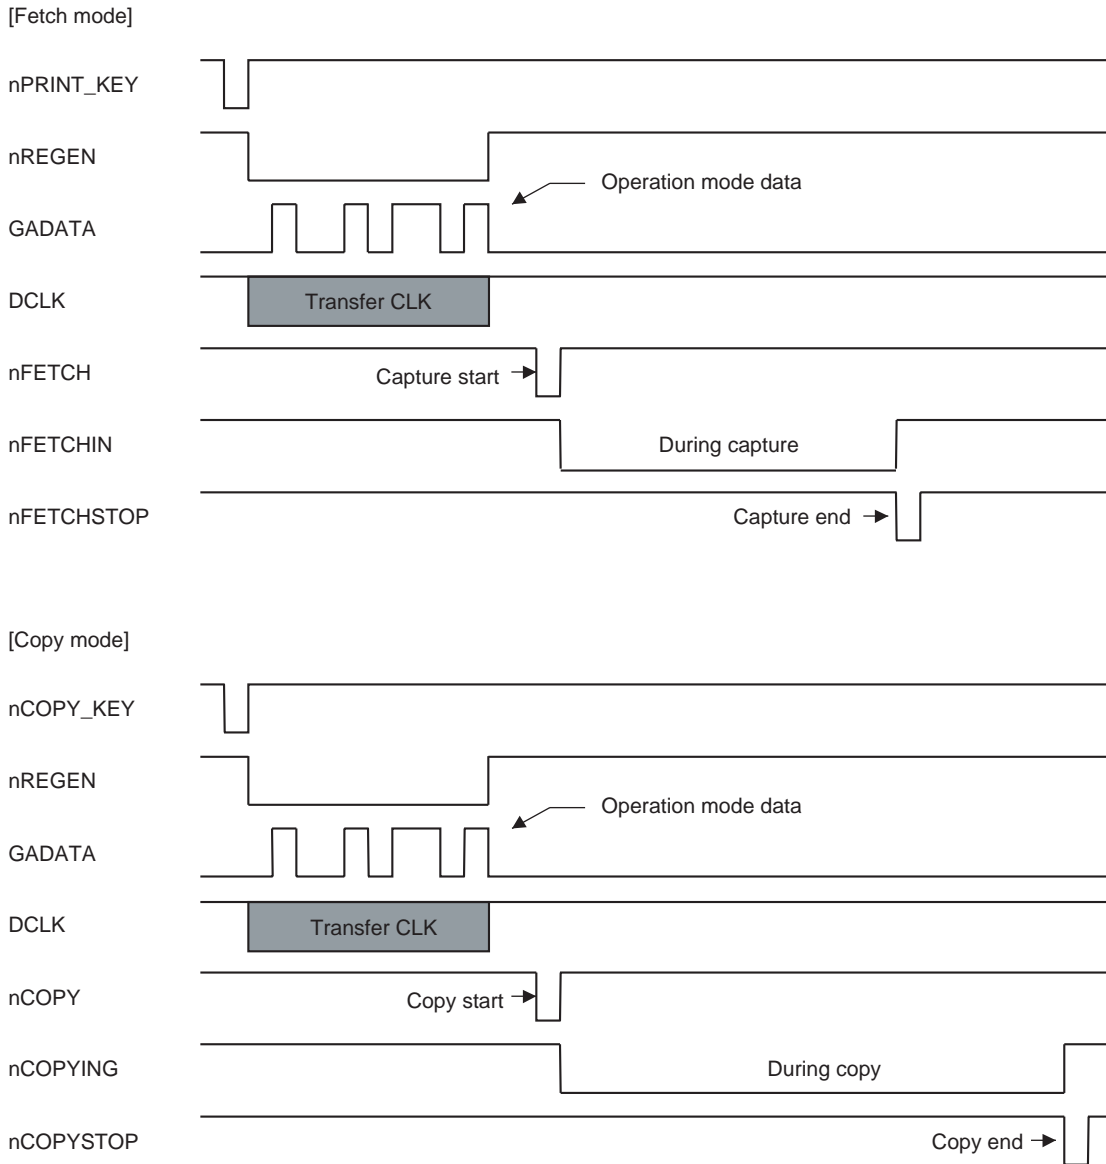 [Fetch mode]
nPRINT_KEY
nREGEN
Operation mode data
GADATA
DCLK
Transfer CLK
nFETCH
Capture start
nFETCHIN
During capture
nFETCHSTOP
Capture end
[Copy mode]
nCOPY_KEY
nREGEN
Operation mode data
GADATA
DCLK
Transfer CLK
nCOPY
Copy start
nCOPYING
During copy
nCOPYSTOP
Copy end